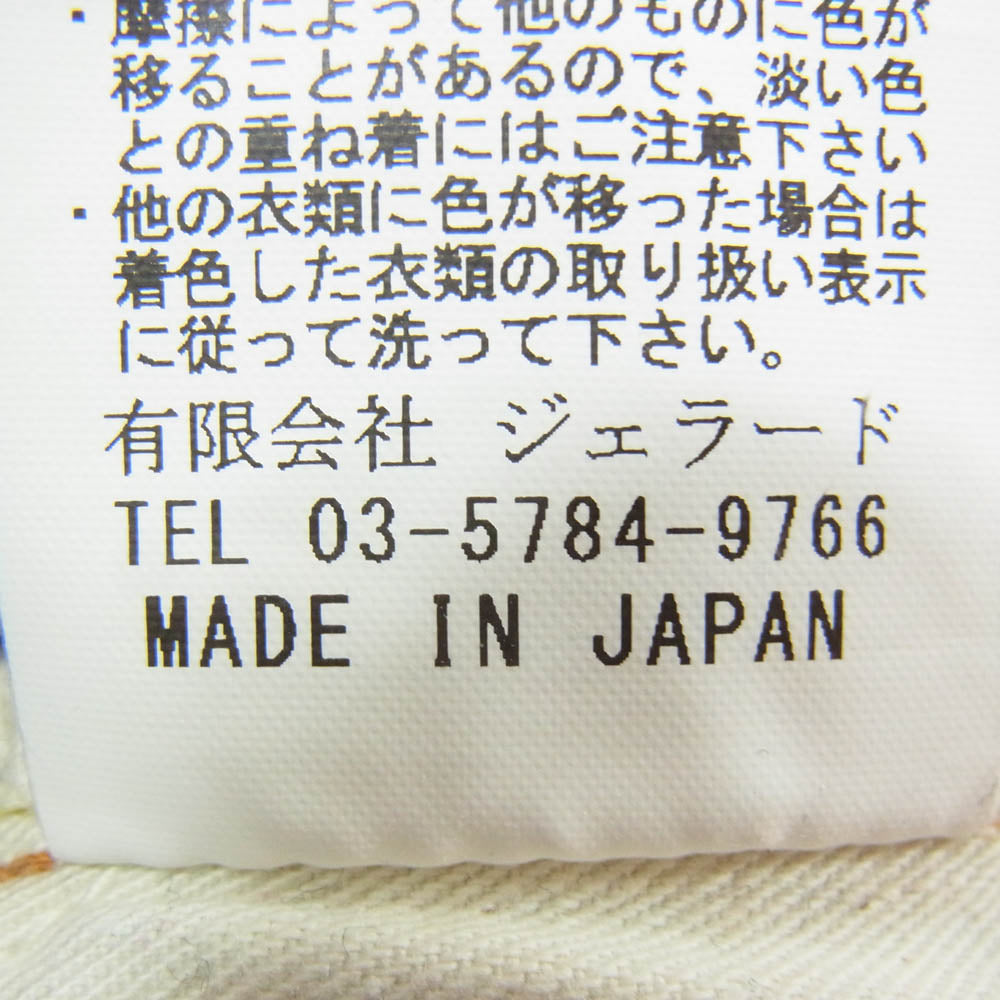 ・摩擦によって他のものに色が
移ることがあるので、淡い色
との重ね着にはご注意下さい
・他の衣類に色が移った場合は
着色した衣類の取り扱い表示
に従って洗って下さい。
有限会社 ジェラード
TEL 03-5784-9766
MADE IN JAPAN